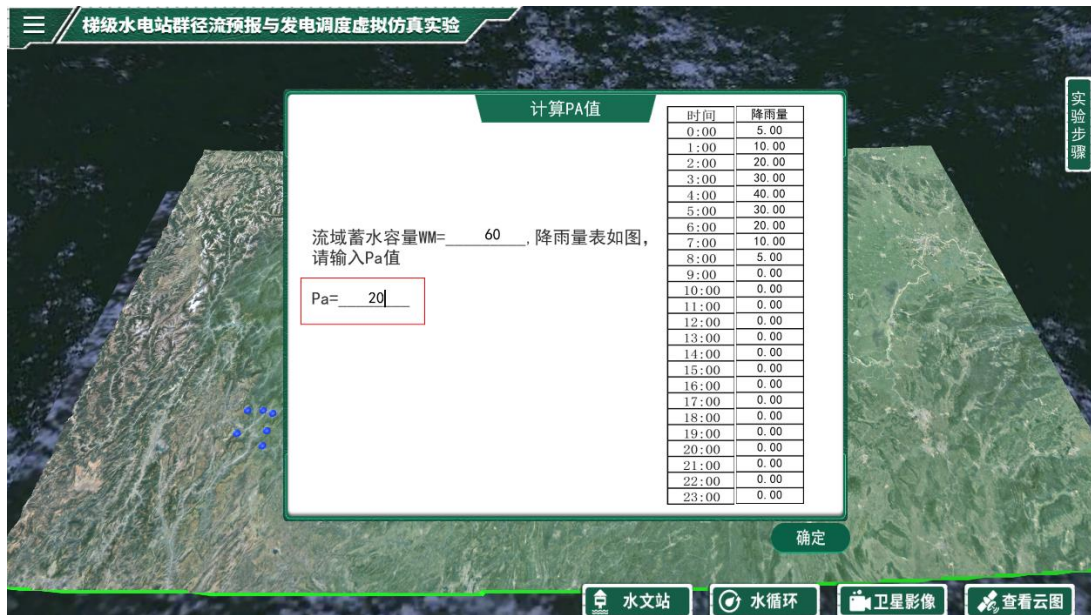 梯级水电站群径流预报与发电调度虚拟仿真实验
实验步骤
计算PA值
流域蓄水容量WM= 60 ,降雨量表如图，
请输入Pa值
Pa= 20
时间 降雨量
0:00 5.00
1:00 10.00
2:00 20.00
3:00 30.00
4:00 40.00
5:00 30.00
6:00 20.00
7:00 10.00
8:00 5.00
9:00 0.00
10:00 0.00
11:00 0.00
12:00 0.00
13:00 0.00
14:00 0.00
15:00 0.00
16:00 0.00
17:00 0.00
18:00 0.00
19:00 0.00
20:00 0.00
21:00 0.00
22:00 0.00
23:00 0.00
确定
水文站 水循环 卫星影像 查看云图